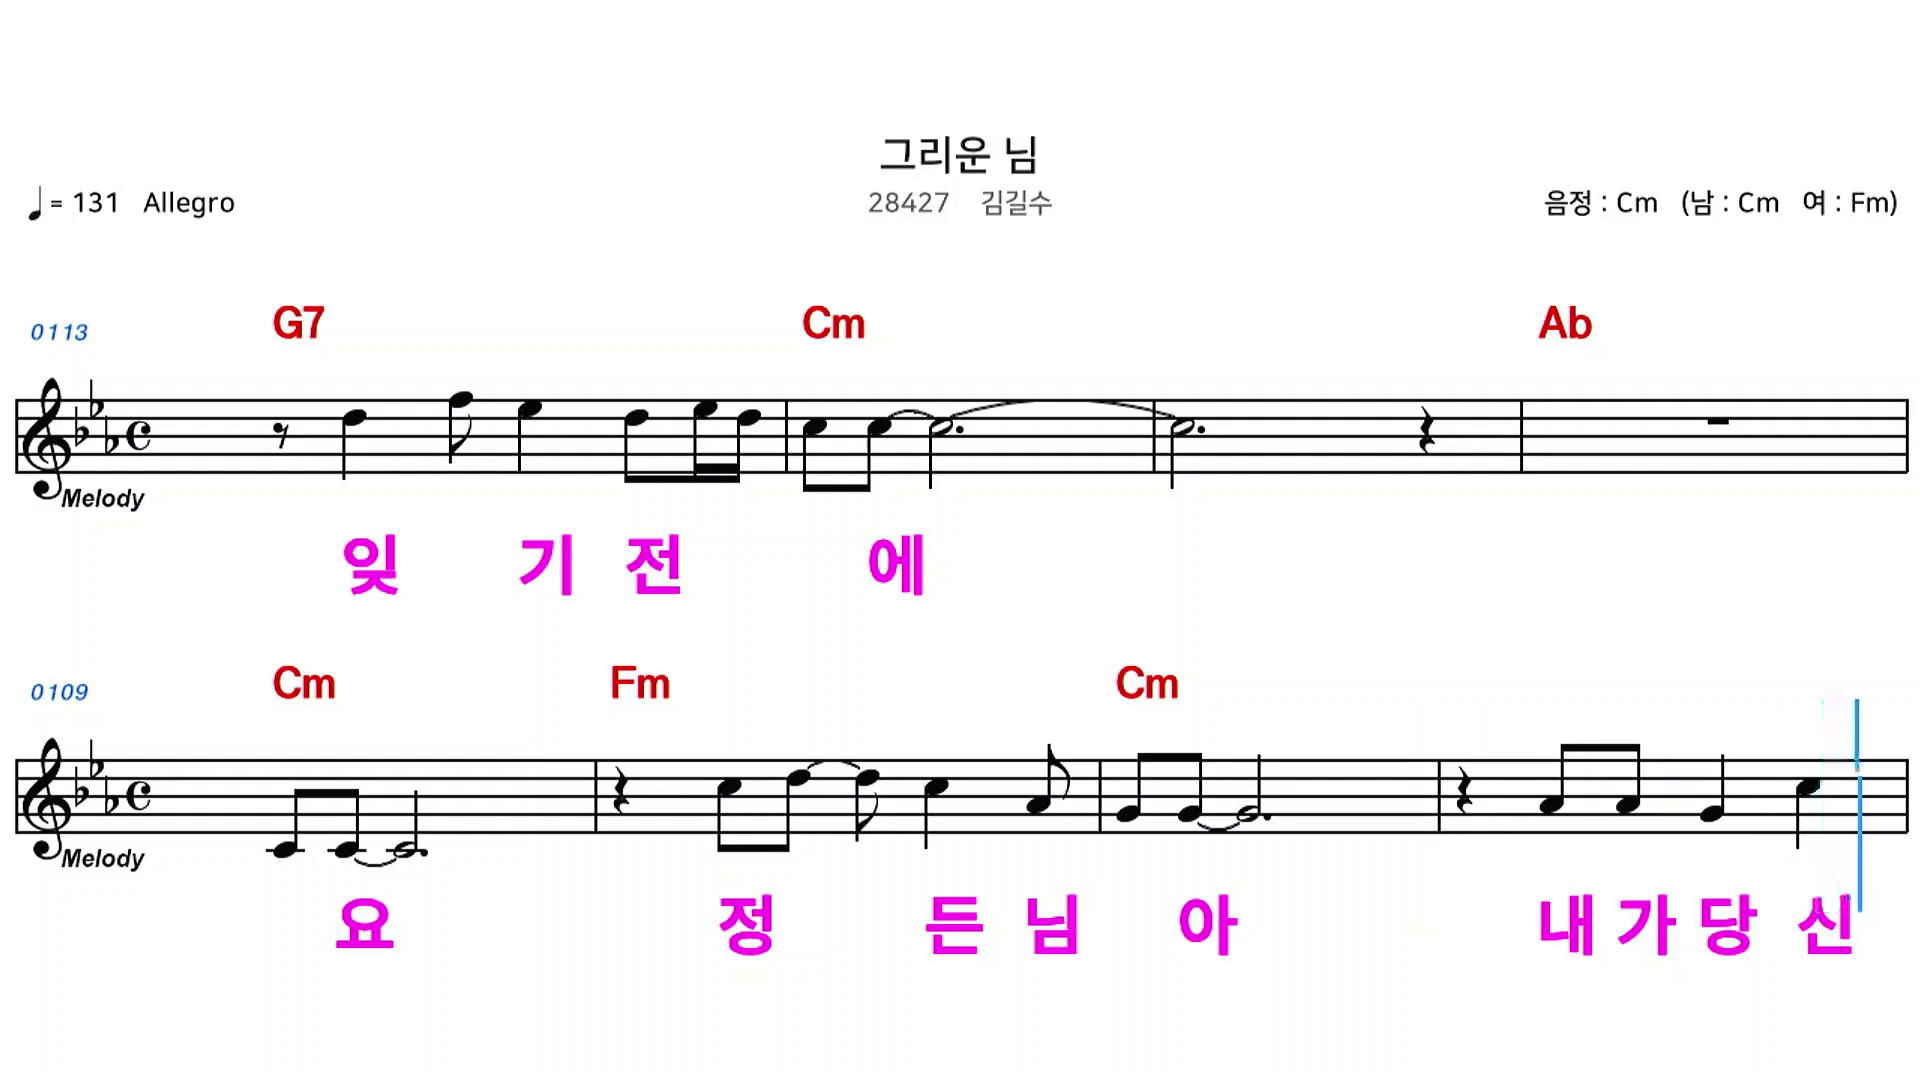 그리운 님
♩= 131 Allegro 28427 김길수 음정 : Cm (남 : Cm 여 : Fm)
0113 G7 Cm Ab
Melody
잊 기 전 에
0109 Cm Fm Cm
Melody
요 정 든 님 아 내 가 당 신